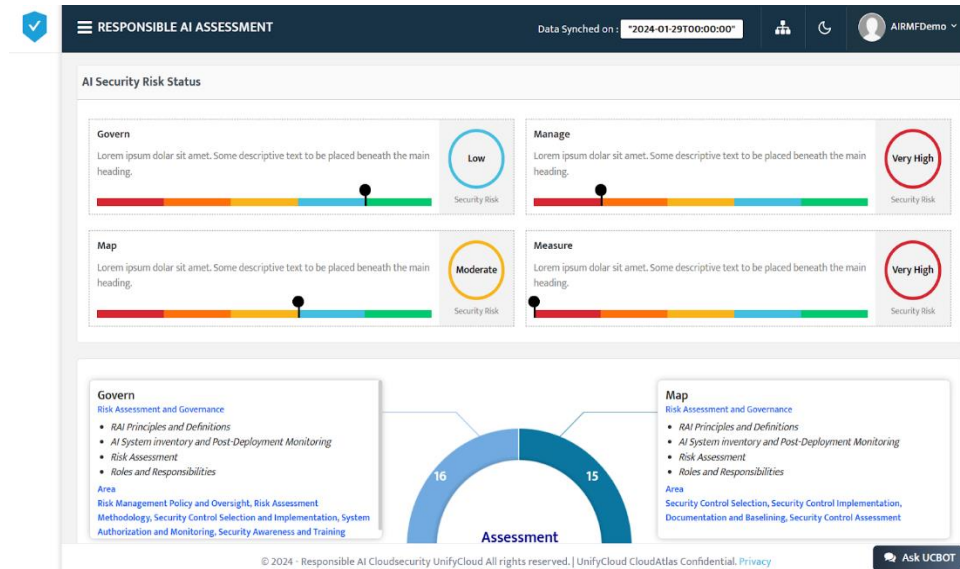 RESPONSIBLE AI ASSESSMENT
Data Synched on : "2024-01-29T00:00:00"
AIRMFDemo
AI Security Risk Status
Govern
Lorem ipsum dolar sit amet. Some descriptive text to be placed beneath the main
heading.
Low
Security Risk
Manage
Lorem ipsum dolar sit amet. Some descriptive text to be placed beneath the main
heading.
Very High
Security Risk
Map
Lorem ipsum dolar sit amet. Some descriptive text to be placed beneath the main
heading.
Moderate
Security Risk
Measure
Lorem ipsum dolar sit amet. Some descriptive text to be placed beneath the main
heading.
Very High
Security Risk
Govern
Risk Assessment and Governance
• RAI Principles and Definitions
• AI System inventory and Post-Deployment Monitoring
• Risk Assessment
• Roles and Responsibilities
Area
Risk Management Policy and Oversight, Risk Assessment
Methodology, Security Control Selection and Implementation, System
Authorization and Monitoring, Security Awareness and Training
16
15
Assessment
Map
Risk Assessment and Governance
• RAI Principles and Definitions
• AI System inventory and Post-Deployment Monitoring
• Risk Assessment
• Roles and Responsibilities
Area
Security Control Selection, Security Control Implementation,
Documentation and Baselining, Security Control Assessment
© 2024 - Responsible AI Cloudsecurity UnifyCloud All rights reserved. | UnifyCloud CloudAtlas Confidential. Privacy
Ask UCBOT